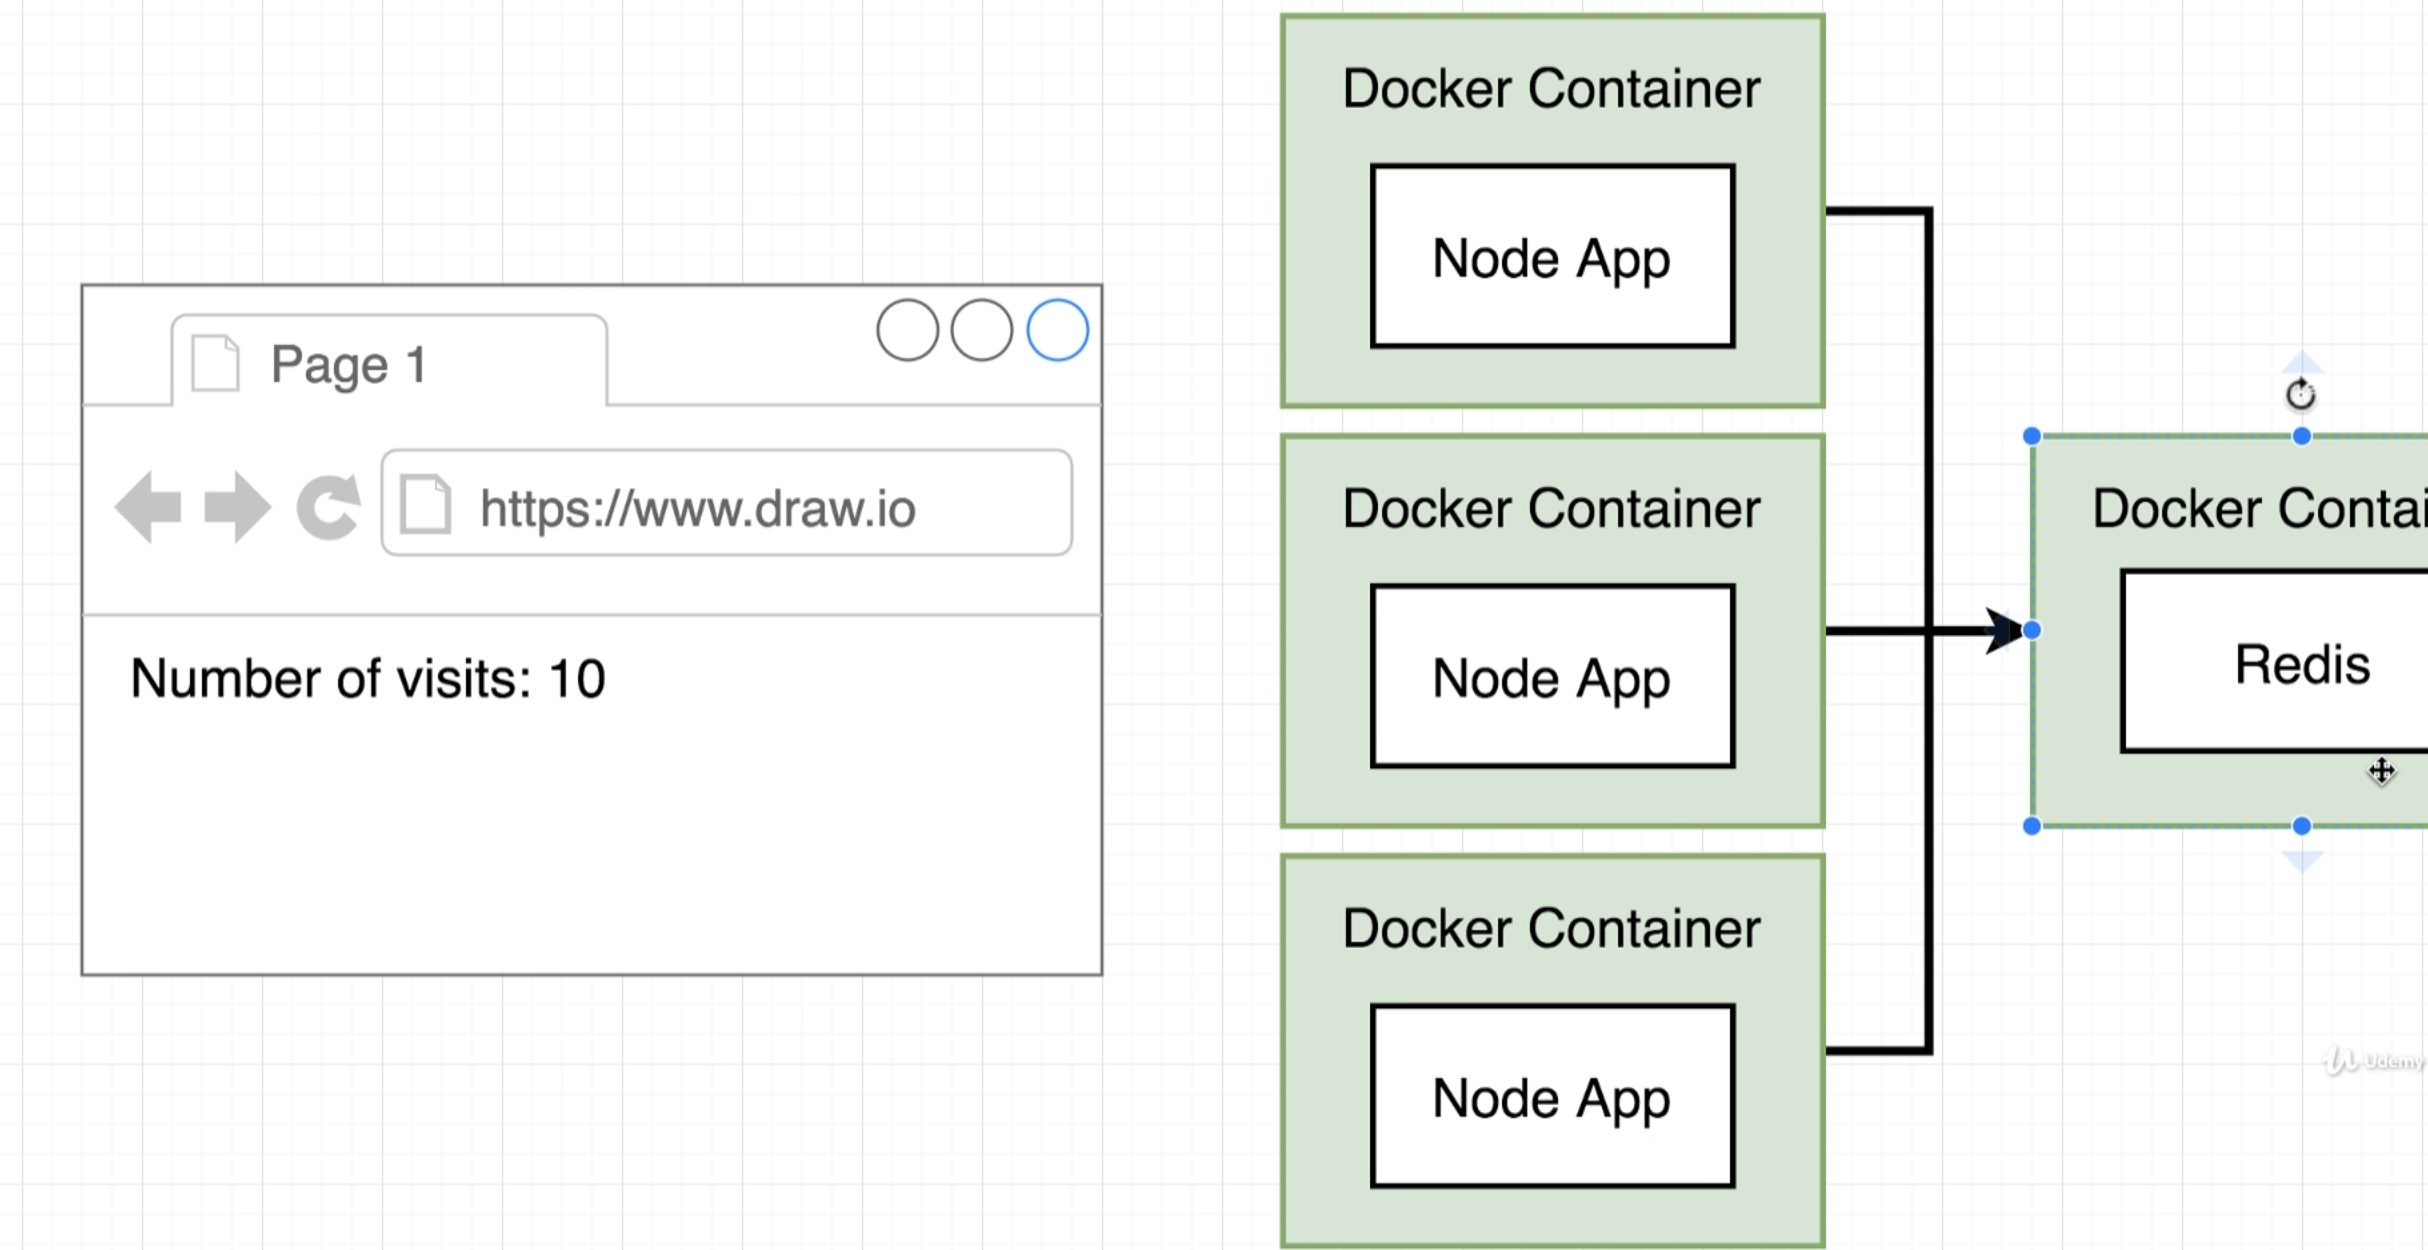 Page 1
https://www.draw.io
Number of visits: 10
Docker Container
Node App
Docker Container
Node App
Docker Container
Node App
Docker Contai
Redis
Udemy